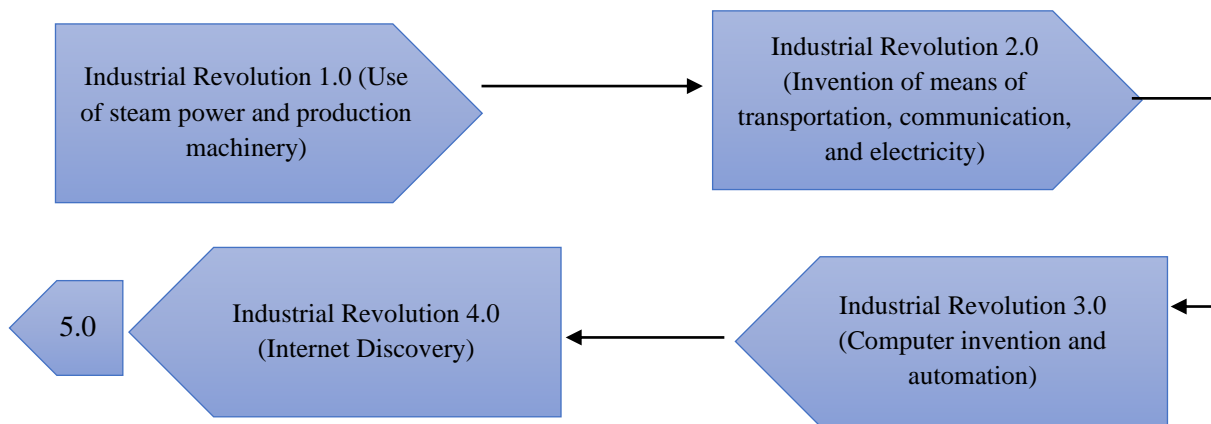 Industrial Revolution 1.0 (Use
of steam power and production
machinery)
Industrial Revolution 2.0
(Invention of means of
transportation, communication,
and electricity)
Industrial Revolution 3.0
(Computer invention and
automation)
Industrial Revolution 4.0
(Internet Discovery)
5.0